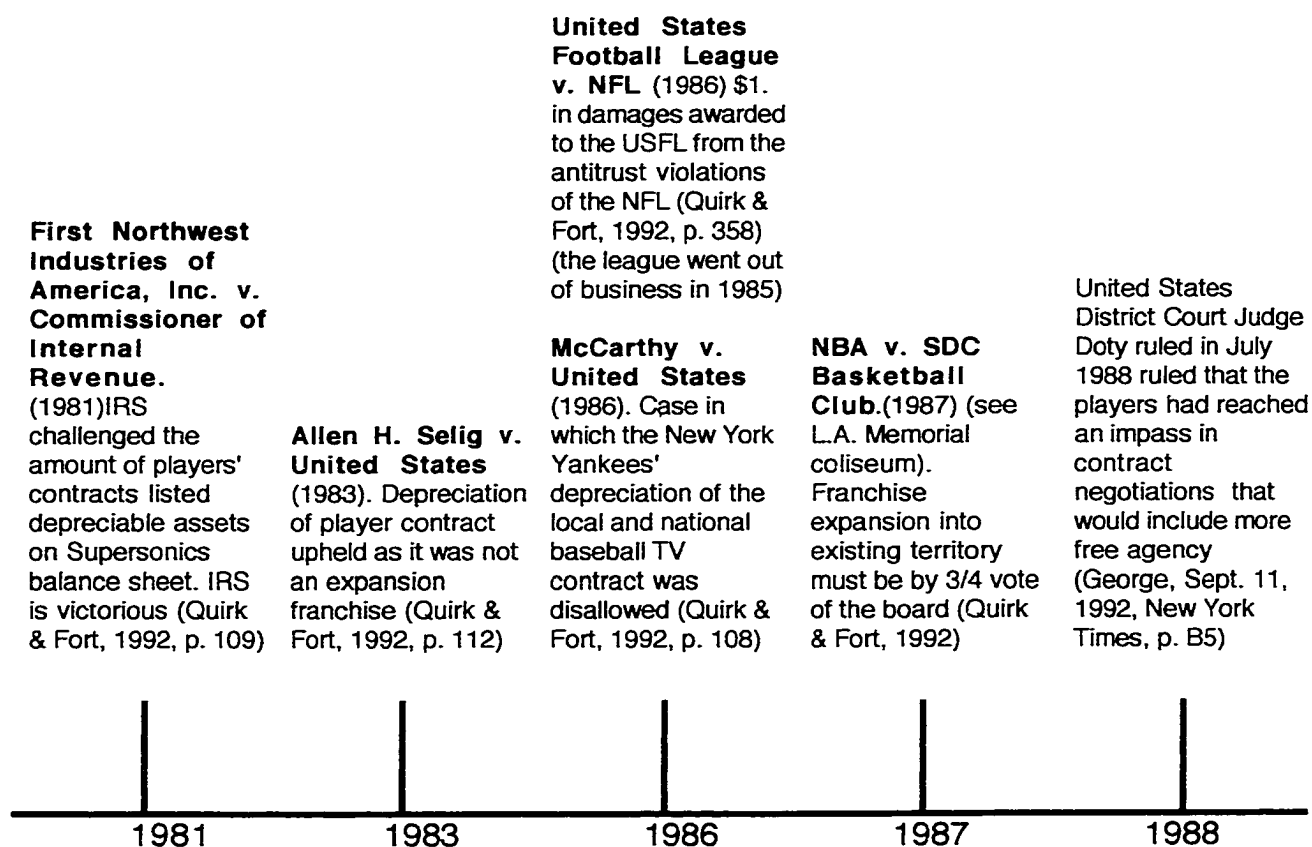 First Northwest
Industries of
America, Inc. v.
Commissioner of
Internal
Revenue.
(1981)IRS
challenged the
amount of players'
contracts listed
depreciable assets
on Supersonics
balance sheet. IRS
is victorious (Quirk
& Fort, 1992, p. 109)
Allen H. Selig v.
United States
(1983). Depreciation
of player contract
upheld as it was not
an expansion
franchise (Quirk &
Fort, 1992, p. 112)
United States
Football League
v. NFL (1986) $1.
in damages awarded
to the USFL from the
antitrust violations
of the NFL (Quirk &
Fort, 1992, p. 358)
(the league went out
of business in 1985)
McCarthy v.
United States
(1986). Case in
which the New York
Yankees'
depreciation of the
local and national
baseball TV
contract was
disallowed (Quirk &
Fort, 1992, p. 108)
NBA v. SDC
Basketball
Club.(1987) (see
L.A. Memorial
coliseum).
Franchise
expansion into
existing territory
must be by 3/4 vote
of the board (Quirk
& Fort, 1992)
United States
District Court Judge
Doty ruled in July
1988 ruled that the
players had reached
an impass in
contract
negotiations that
would include more
free agency
(George, Sept. 11,
1992, New York
Times, p. B5)
1981
1983
1986
1987
1988